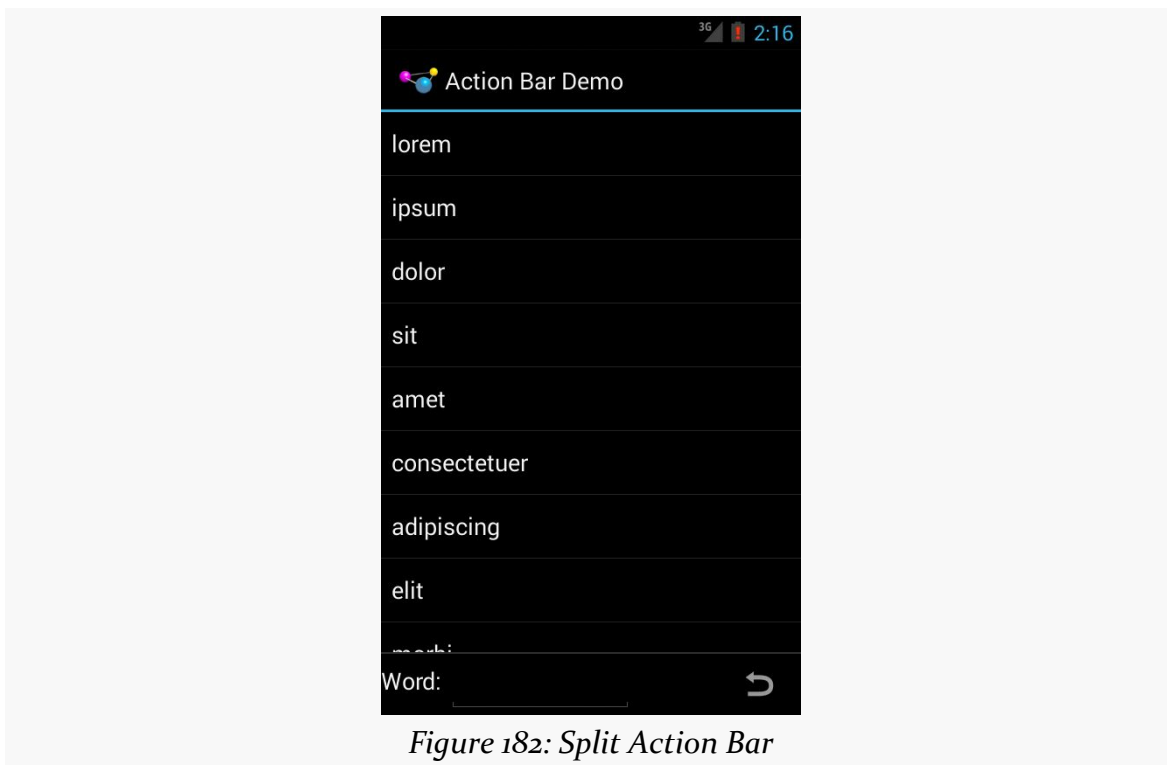 3G 2:16
Action Bar Demo
lorem
ipsum
dolor
sit
amet
consectetuer
adipiscing
elit
morbi
Word:
Figure 182: Split Action Bar